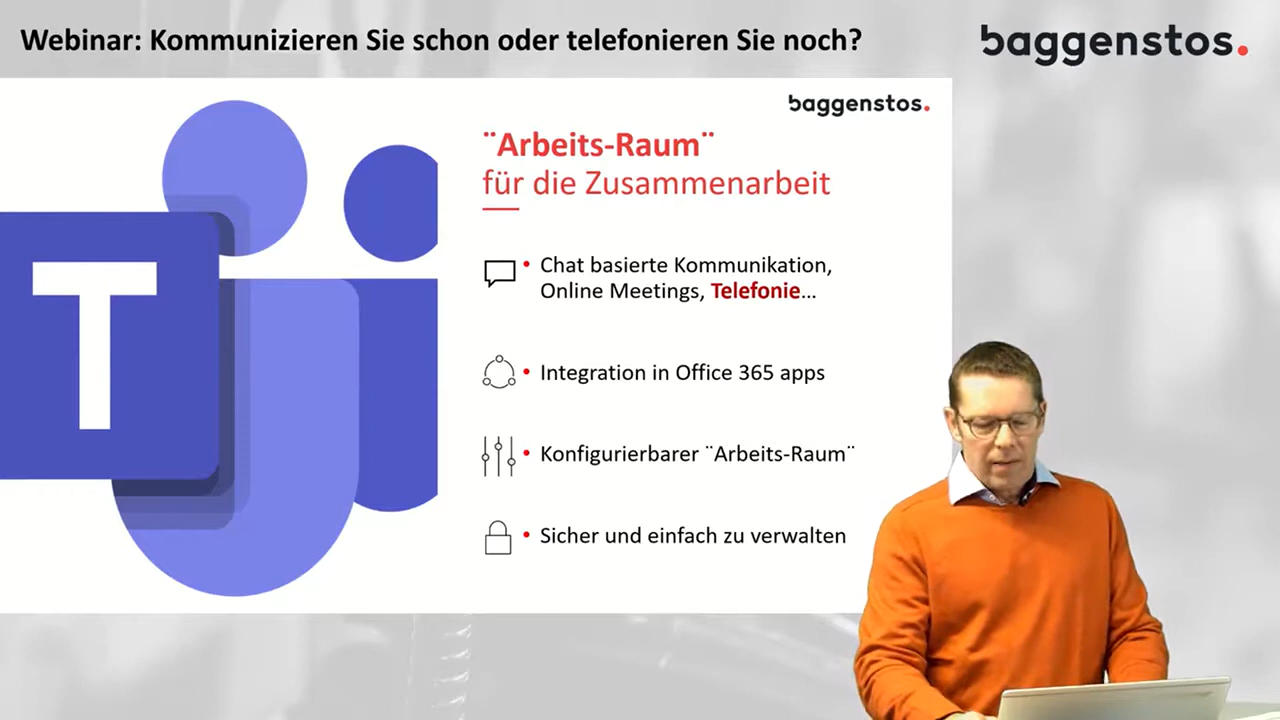 Webinar: Kommunizieren Sie schon oder telefonieren Sie noch?
baggenstos.
baggenstos.
¨Arbeits-Raum¨
für die Zusammenarbeit
T
• Chat basierte Kommunikation,
Online Meetings, Telefonie...
• Integration in Office 365 apps
• Konfigurierbarer ¨Arbeits-Raum¨
• Sicher und einfach zu verwalten